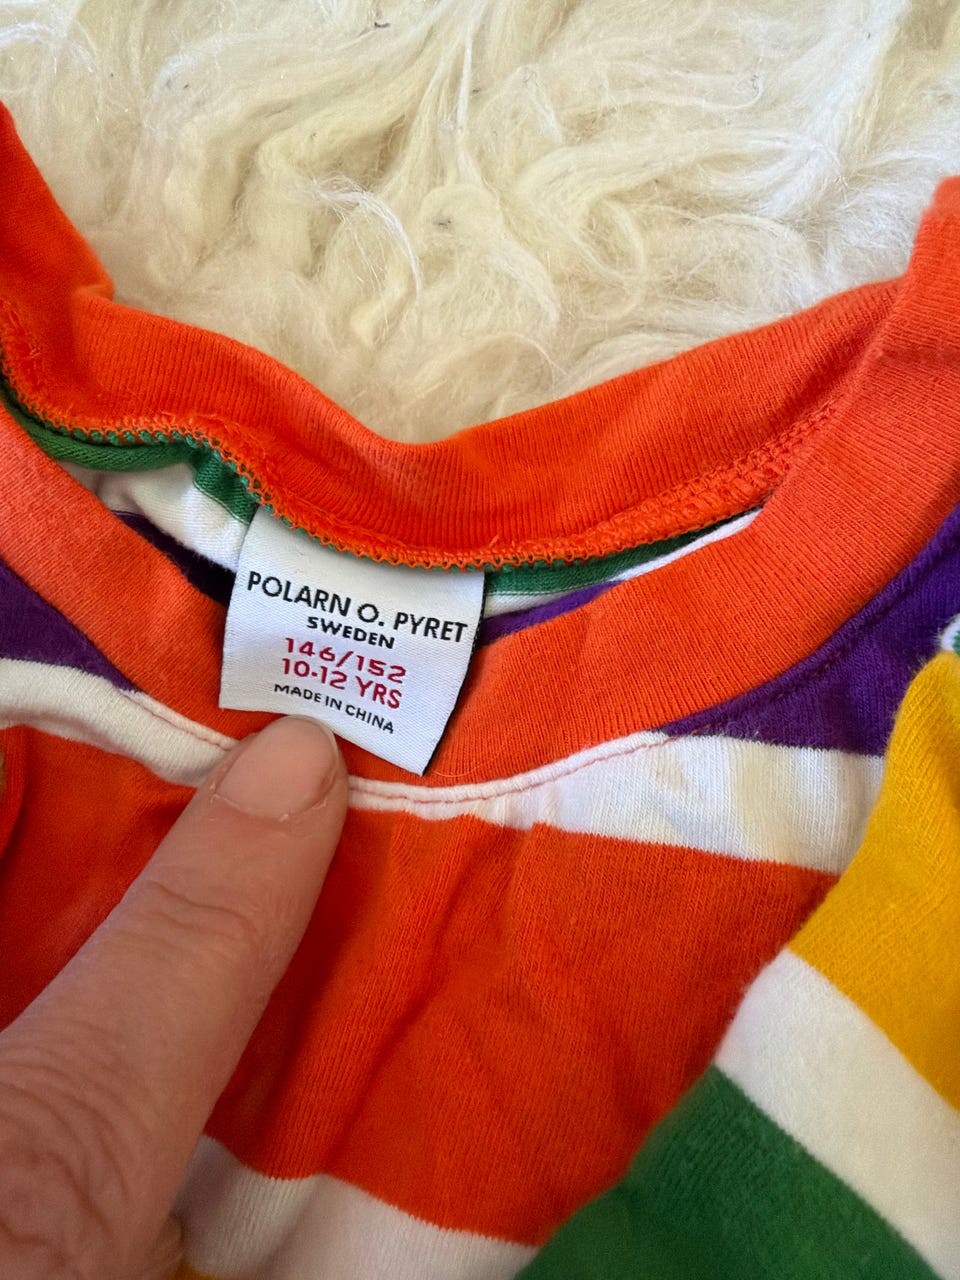 POLARN O. PYRET
SWEDEN
146/152
10-12 YRS
MADE IN CHINA